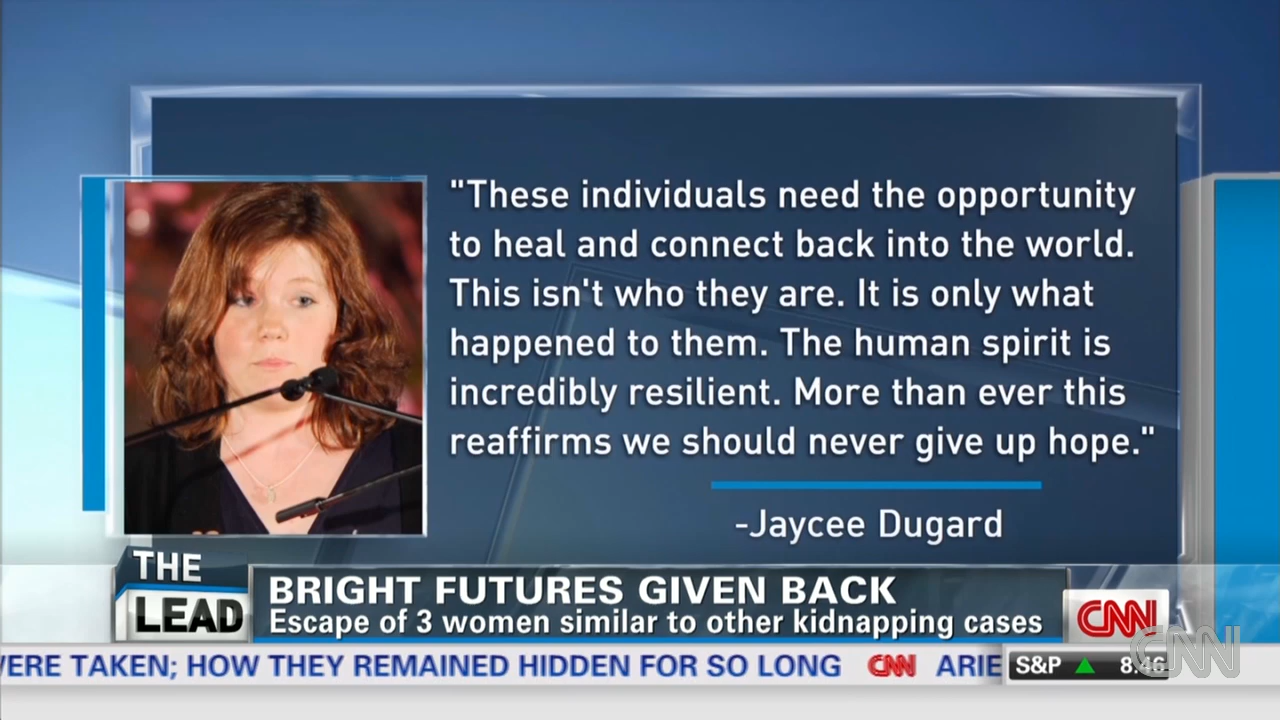 "These individuals need the opportunity
to heal and connect back into the world.
This isn't who they are. It is only what
happened to them. The human spirit is
incredibly resilient. More than ever this
reaffirms we should never give up hope."
-Jaycee Dugard
THE
LEAD
BRIGHT FUTURES GIVEN BACK
Escape of 3 women similar to other kidnapping cases
CNN
VERE TAKEN; HOW THEY REMAINED HIDDEN FOR SO LONG CNN ARIE
S&P ▲ 8.46
CNN